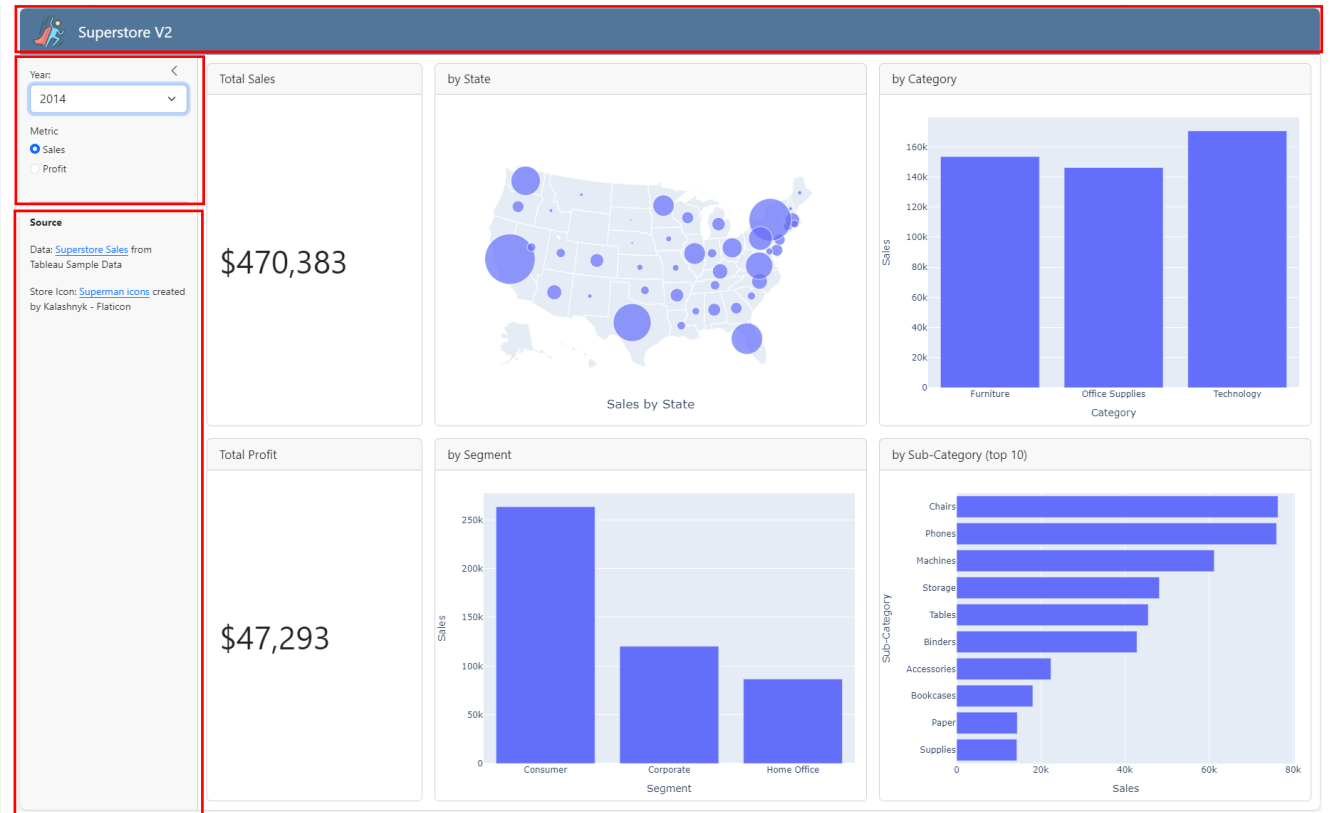 Superstore V2
Year:
2014
Metric
Sales
Profit
Source
Data: Superstore Sales from
Tableau Sample Data
Store Icon: Superman icons created
by Kalashnyk - Flaticon
Total Sales
$470,383
by State
Sales by State
by Category
160k
140k
120k
100k
80k
60k
40k
20k
0
Sales
Furniture
Office Supplies
Technology
Category
Total Profit
$47,293
by Segment
250k
200k
150k
100k
50k
0
Sales
Consumer
Corporate
Home Office
Segment
by Sub-Category (top 10)
Chairs
Phones
Machines
Storage
Tables
Binders
Accessories
Bookcases
Paper
Supplies
Sub-Category
0
20k
40k
60k
80k
Sales